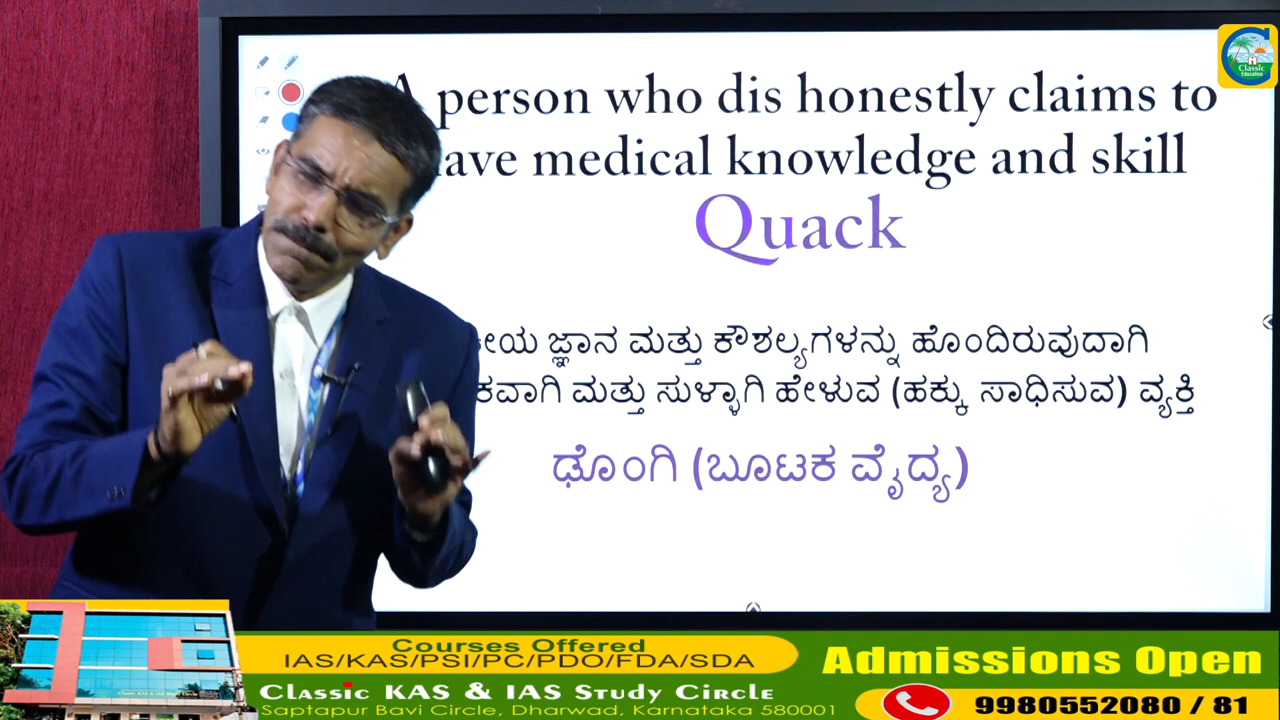 A person who dis honestly claims to
medical knowledge and skill
Quack
ಜ್ಞಾನ ಮತ್ತು ಕೌಶಲ್ಯಗಳನ್ನು ಹೊಂದಿರುವುದಾಗಿ
ಮತ್ತು ಸುಳ್ಳಾಗಿ ಹೇಳುವ (ಹಕ್ಕು ಸಾಧಿಸುವ) ವ್ಯಕ್ತಿ
ಢೊಂಗಿ (ಬೂಟಕ ವೈದ್ಯ)
Classic
Education
Courses Offered
IAS/KAS/PSI/PC/PDO/FDA/SDA
Classic KAS & IAS Study Circle
Saptapur Bavi Circle, Dharwad, Karnataka 580001
Admissions Open
9980552080 / 81